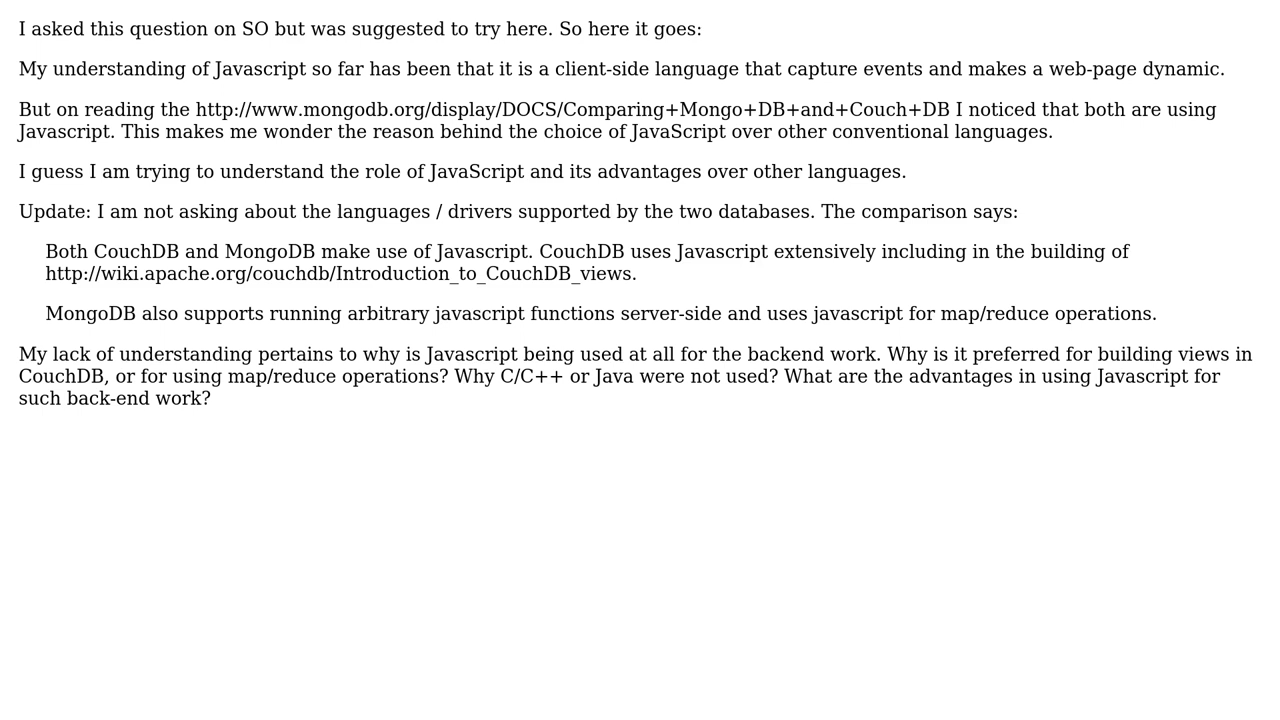 I asked this question on SO but was suggested to try here. So here it goes:
My understanding of Javascript so far has been that it is a client-side language that capture events and makes a web-page dynamic.
But on reading the http://www.mongodb.org/display/DOCS/Comparing+Mongo+DB+and+Couch+DB I noticed that both are using
Javascript. This makes me wonder the reason behind the choice of JavaScript over other conventional languages.
I guess I am trying to understand the role of JavaScript and its advantages over other languages.
Update: I am not asking about the languages / drivers supported by the two databases. The comparison says:
Both CouchDB and MongoDB make use of Javascript. CouchDB uses Javascript extensively including in the building of
http://wiki.apache.org/couchdb/Introduction_to_CouchDB_views.
MongoDB also supports running arbitrary javascript functions server-side and uses javascript for map/reduce operations.
My lack of understanding pertains to why is Javascript being used at all for the backend work. Why is it preferred for building views in
CouchDB, or for using map/reduce operations? Why C/C++ or Java were not used? What are the advantages in using Javascript for
such back-end work?